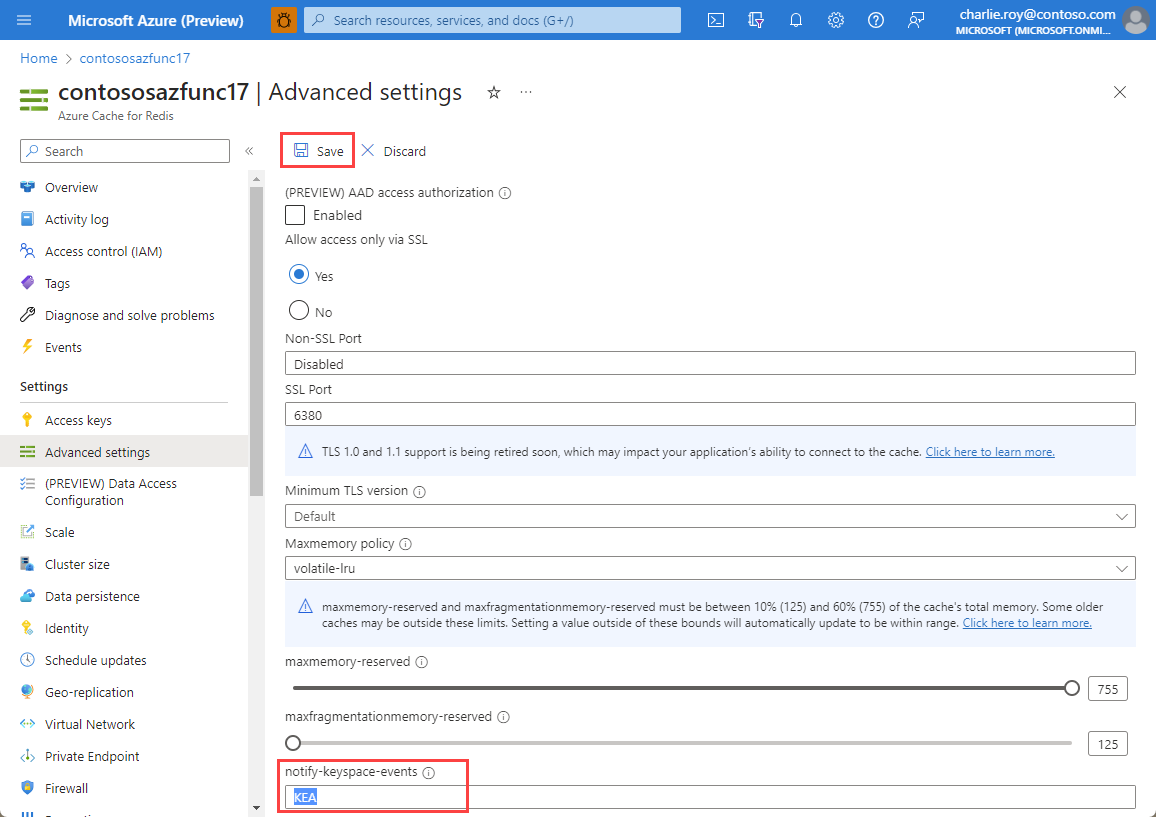 Microsoft Azure (Preview)
Search resources, services, and docs (G+/)
charlie.roy@contoso.com
MICROSOFT (MICROSOFT.ONMI...
Home > contososazfunc17
contososazfunc17 | Advanced settings
Azure Cache for Redis
Search
Overview
Activity log
Access control (IAM)
Tags
Diagnose and solve problems
Events
Settings
Access keys
Advanced settings
(PREVIEW) Data Access
Configuration
Scale
Cluster size
Data persistence
Identity
Schedule updates
Geo-replication
Virtual Network
Private Endpoint
Firewall
Save Discard
(PREVIEW) AAD access authorization
Enabled
Allow access only via SSL
Yes
No
Non-SSL Port
Disabled
SSL Port
6380
TLS 1.0 and 1.1 support is being retired soon, which may impact your application's ability to connect to the cache. Click here to learn more.
Minimum TLS version
Default
Maxmemory policy
volatile-lru
maxmemory-reserved and maxfragmentationmemory-reserved must be between 10% (125) and 60% (755) of the cache's total memory. Some older
caches may be outside these limits. Setting a value outside of these bounds will automatically update to be within range. Click here to learn more.
maxmemory-reserved
755
maxfragmentationmemory-reserved
125
notify-keyspace-events
KEA